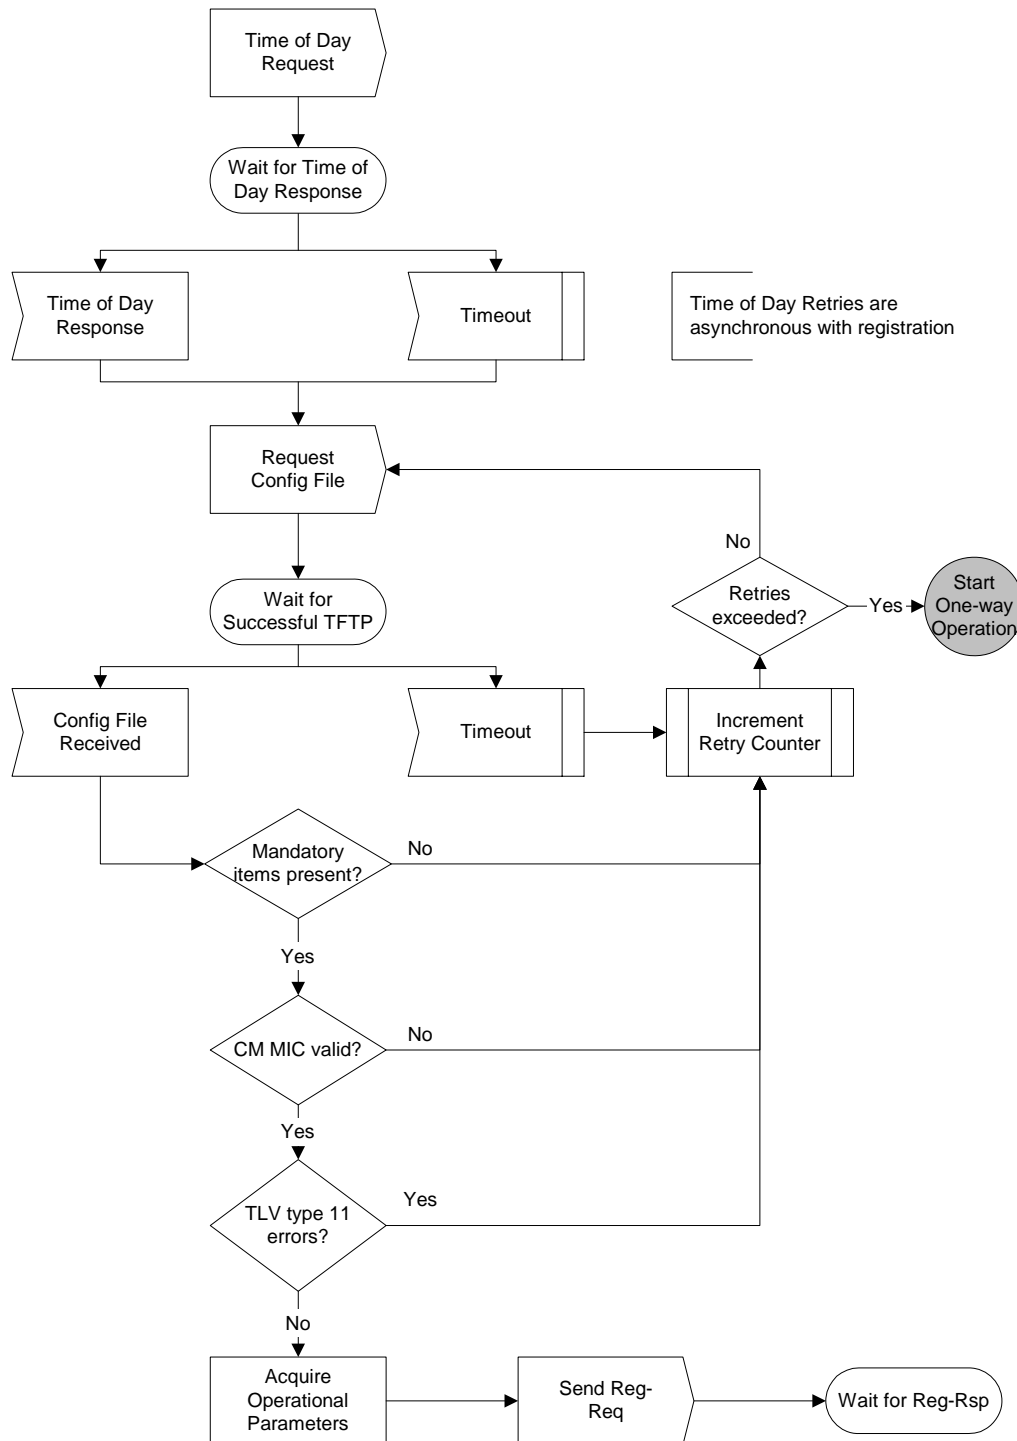 Time of Day
Request
Wait for Time of
Day Response
Time of Day
Response
Timeout
Time of Day Retries are
asynchronous with registration
Request
Config File
No
Wait for
Successful TFTP
Retries
exceeded?
Yes
Start
One-way
Operation
Config File
Received
Timeout
Increment
Retry Counter
Mandatory
items present?
No
Yes
CM MIC valid?
No
Yes
TLV type 11
errors?
Yes
No
Acquire
Operational
Parameters
Send Reg-
Req
Wait for Reg-Rsp